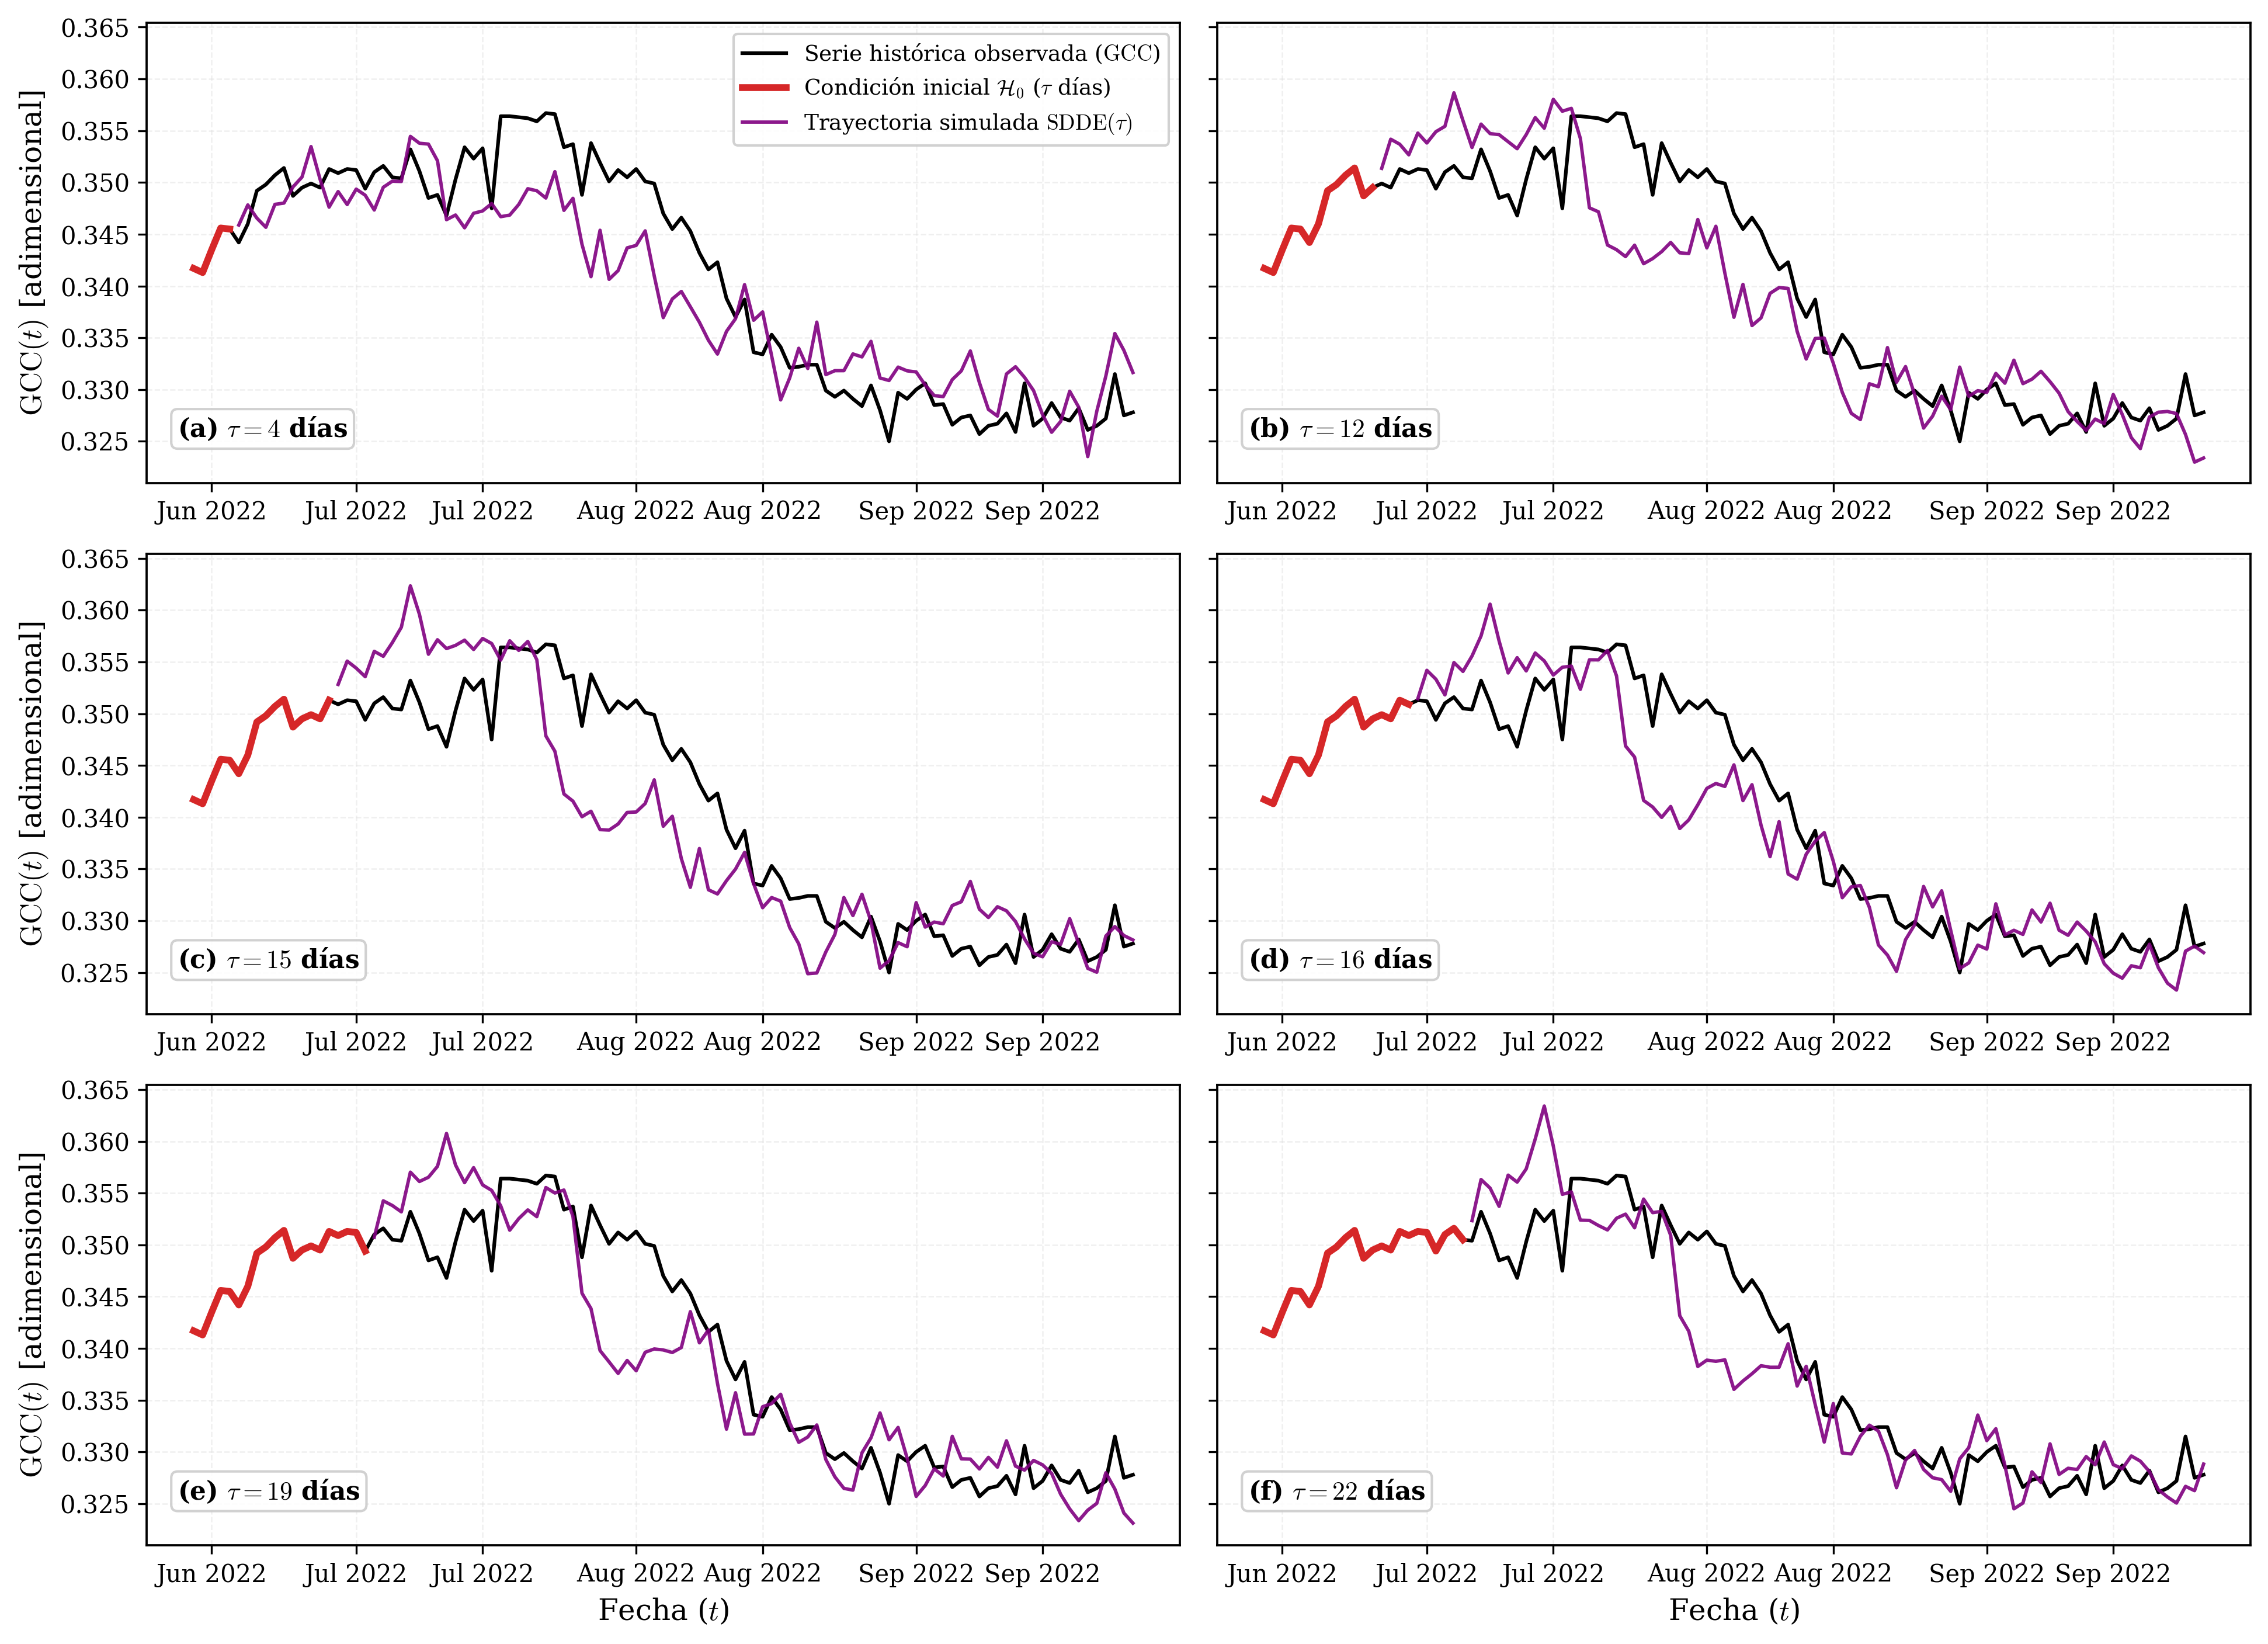 0.365
0.360
0.355
0.350
0.345
0.340
0.335
0.330
0.325
GCC(t) [adimensional]
Serie histórica observada (GCC)
Condición inicial ℋ₀ (τ días)
Trayectoria simulada SDDE(τ)
(a) τ = 4 días
Jun 2022 Jul 2022 Jul 2022 Aug 2022 Aug 2022 Sep 2022 Sep 2022
(b) τ = 12 días
Jun 2022 Jul 2022 Jul 2022 Aug 2022 Aug 2022 Sep 2022 Sep 2022
0.365
0.360
0.355
0.350
0.345
0.340
0.335
0.330
0.325
GCC(t) [adimensional]
(c) τ = 15 días
Jun 2022 Jul 2022 Jul 2022 Aug 2022 Aug 2022 Sep 2022 Sep 2022
(d) τ = 16 días
Jun 2022 Jul 2022 Jul 2022 Aug 2022 Aug 2022 Sep 2022 Sep 2022
0.365
0.360
0.355
0.350
0.345
0.340
0.335
0.330
0.325
GCC(t) [adimensional]
(e) τ = 19 días
Jun 2022 Jul 2022 Jul 2022 Aug 2022 Aug 2022 Sep 2022 Sep 2022
Fecha (t)
(f) τ = 22 días
Jun 2022 Jul 2022 Jul 2022 Aug 2022 Aug 2022 Sep 2022 Sep 2022
Fecha (t)